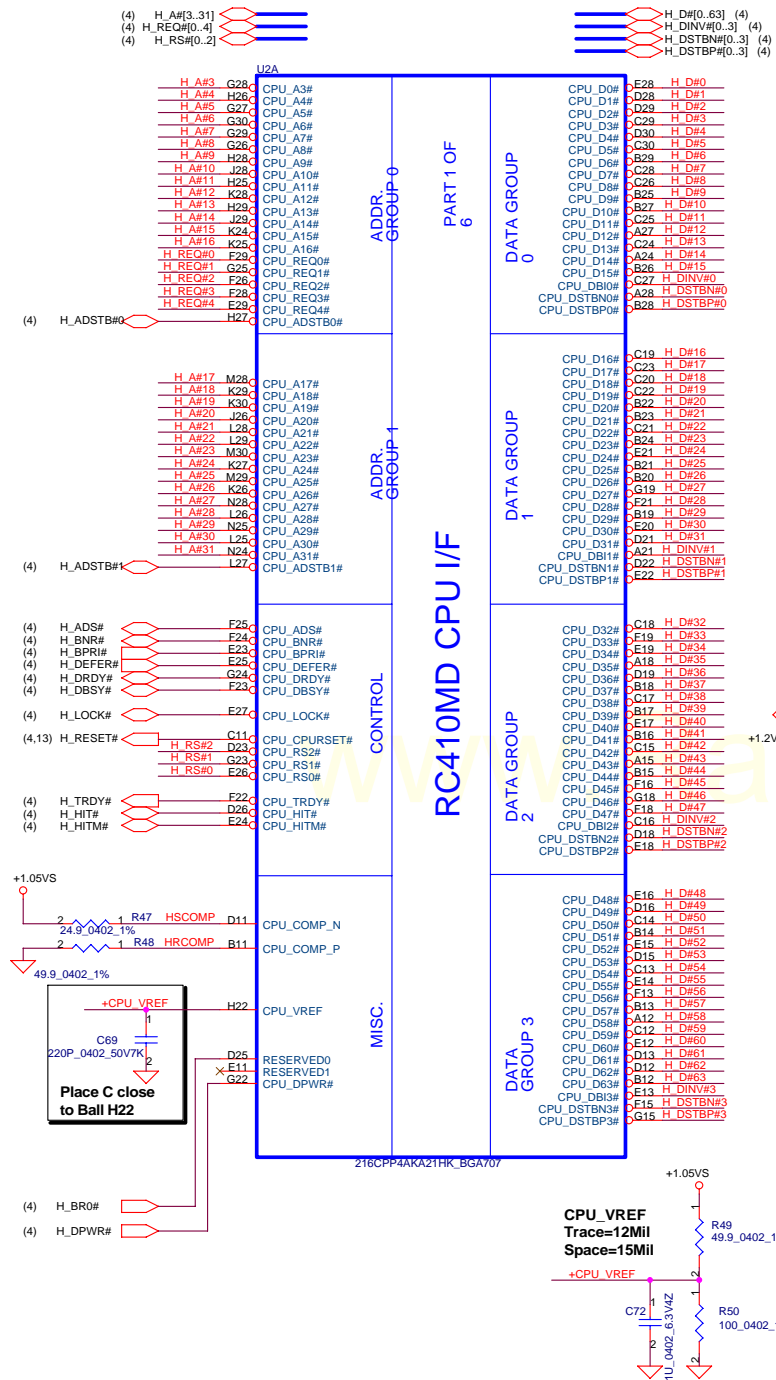 (4) H_A#[3..31]
(4) H_REQ#[0..4]
(4) H_RS#[0..2]
H_D#[0..63] (4)
H_DINV#[0..3] (4)
H_DSTBN#[0..3] (4)
H_DSTBP#[0..3] (4)
U2A
H_A#3 G28 CPU_A3#
H_A#4 H26 CPU_A4#
H_A#5 G27 CPU_A5#
H_A#6 G30 CPU_A6#
H_A#7 G29 CPU_A7#
H_A#8 G26 CPU_A8#
H_A#9 H28 CPU_A9#
H_A#10 J28 CPU_A10#
H_A#11 H25 CPU_A11#
H_A#12 K28 CPU_A12#
H_A#13 H29 CPU_A13#
H_A#14 J29 CPU_A14#
H_A#15 K24 CPU_A15#
H_A#16 K25 CPU_A16#
H_REQ#0 F29 CPU_REQ0#
H_REQ#1 G25 CPU_REQ1#
H_REQ#2 F26 CPU_REQ2#
H_REQ#3 F28 CPU_REQ3#
H_REQ#4 E29 CPU_REQ4#
(4) H_ADSTB#0 H27 CPU_ADSTB0#
ADDR. GROUP 0
H_A#17 M28 CPU_A17#
H_A#18 K29 CPU_A18#
H_A#19 K30 CPU_A19#
H_A#20 J26 CPU_A20#
H_A#21 L28 CPU_A21#
H_A#22 L29 CPU_A22#
H_A#23 M30 CPU_A23#
H_A#24 K27 CPU_A24#
H_A#25 M29 CPU_A25#
H_A#26 K26 CPU_A26#
H_A#27 N28 CPU_A27#
H_A#28 L26 CPU_A28#
H_A#29 N25 CPU_A29#
H_A#30 L25 CPU_A30#
H_A#31 N24 CPU_A31#
(4) H_ADSTB#1 L27 CPU_ADSTB1#
ADDR. GROUP 1
(4) H_ADS# F25 CPU_ADS#
(4) H_BNR# F24 CPU_BNR#
(4) H_BPRI# E23 CPU_BPRI#
(4) H_DEFER# E25 CPU_DEFER#
(4) H_DRDY# G24 CPU_DRDY#
(4) H_DBSY# F23 CPU_DBSY#
(4) H_LOCK# E27 CPU_LOCK#
(4,13) H_RESET# C11 CPU_CPURSET#
H_RS#2 D23 CPU_RS2#
H_RS#1 G23 CPU_RS1#
H_RS#0 E26 CPU_RS0#
(4) H_TRDY# F22 CPU_TRDY#
(4) H_HIT# D26 CPU_HIT#
(4) H_HITM# E24 CPU_HITM#
CONTROL
+1.05VS
2 1 R47 HSCOMP D11 CPU_COMP_N
24.9_0402_1%
2 1 R48 HRCOMP B11 CPU_COMP_P
49.9_0402_1%
+CPU_VREF H22 CPU_VREF
1
C69
220P_0402_50V7K
2
Place C close
to Ball H22
D25 RESERVED0
E11 RESERVED1
G22 CPU_DPWR#
MISC.
(4) H_BR0#
(4) H_DPWR#
PART 1 OF 6
RC410MD CPU I/F
DATA GROUP 0
CPU_D0# E28 H_D#0
CPU_D1# D28 H_D#1
CPU_D2# D29 H_D#2
CPU_D3# C29 H_D#3
CPU_D4# D30 H_D#4
CPU_D5# C30 H_D#5
CPU_D6# B29 H_D#6
CPU_D7# C28 H_D#7
CPU_D8# C26 H_D#8
CPU_D9# B25 H_D#9
CPU_D10# B27 H_D#10
CPU_D11# C25 H_D#11
CPU_D12# A27 H_D#12
CPU_D13# C24 H_D#13
CPU_D14# A24 H_D#14
CPU_D15# B26 H_D#15
CPU_DBI0# C27 H_DINV#0
CPU_DSTBN0# A28 H_DSTBN#0
CPU_DSTBP0# B28 H_DSTBP#0
DATA GROUP 1
CPU_D16# C19 H_D#16
CPU_D17# C23 H_D#17
CPU_D18# C20 H_D#18
CPU_D19# C22 H_D#19
CPU_D20# B22 H_D#20
CPU_D21# B23 H_D#21
CPU_D22# C21 H_D#22
CPU_D23# B24 H_D#23
CPU_D24# E21 H_D#24
CPU_D25# B21 H_D#25
CPU_D26# B20 H_D#26
CPU_D27# G19 H_D#27
CPU_D28# F21 H_D#28
CPU_D29# B19 H_D#29
CPU_D30# E20 H_D#30
CPU_D31# D21 H_D#31
CPU_DBI1# A21 H_DINV#1
CPU_DSTBN1# D22 H_DSTBN#1
CPU_DSTBP1# E22 H_DSTBP#1
DATA GROUP 2
CPU_D32# C18 H_D#32
CPU_D33# F19 H_D#33
CPU_D34# E19 H_D#34
CPU_D35# A18 H_D#35
CPU_D36# D19 H_D#36
CPU_D37# B18 H_D#37
CPU_D38# C17 H_D#38
CPU_D39# B17 H_D#39
CPU_D40# E17 H_D#40
CPU_D41# B16 H_D#41
CPU_D42# C15 H_D#42
CPU_D43# A15 H_D#43
CPU_D44# B15 H_D#44
CPU_D45# F16 H_D#45
CPU_D46# G18 H_D#46
CPU_D47# F18 H_D#47
CPU_DBI2# C16 H_DINV#2
CPU_DSTBN2# D18 H_DSTBN#2
CPU_DSTBP2# E18 H_DSTBP#2
+1.2V
DATA GROUP 3
CPU_D48# E16 H_D#48
CPU_D49# D16 H_D#49
CPU_D50# C14 H_D#50
CPU_D51# B14 H_D#51
CPU_D52# E15 H_D#52
CPU_D53# D15 H_D#53
CPU_D54# C13 H_D#54
CPU_D55# E14 H_D#55
CPU_D56# F13 H_D#56
CPU_D57# B13 H_D#57
CPU_D58# A12 H_D#58
CPU_D59# C12 H_D#59
CPU_D60# E12 H_D#60
CPU_D61# D13 H_D#61
CPU_D62# D12 H_D#62
CPU_D63# B12 H_D#63
CPU_DBI3# E13 H_DINV#3
CPU_DSTBN3# F15 H_DSTBN#3
CPU_DSTBP3# G15 H_DSTBP#3
216CPP4AKA21HK_BGA707
+1.05VS
CPU_VREF
Trace=12Mil
Space=15Mil
1
R49
49.9_0402_1
2
+CPU_VREF
1
C72
1U_0402_6.3V4Z
2
1
R50
100_0402_
2
www